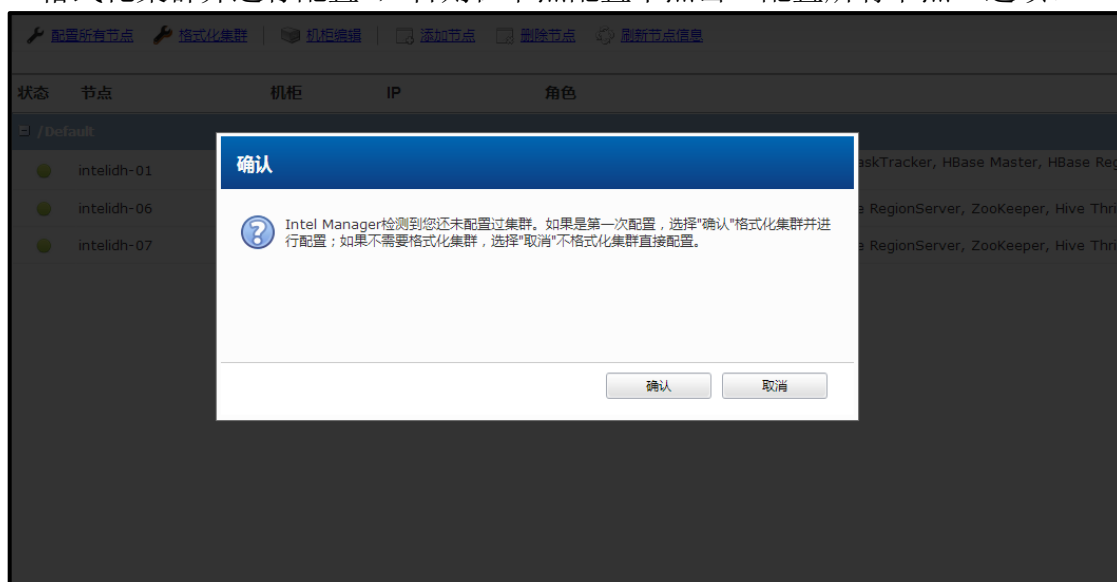 配置所有节点 格式化集群 机柜编辑 添加节点 删除节点 刷新节点信息
状态 节点 机柜 IP 角色
/Default
确认
intelidh-01
askTracker, HBase Master, HBase Reg
Intel Manager检测到您还未配置过集群。如果是第一次配置，选择"确认"格式化集群并进
行配置；如果不需要格式化集群，选择"取消"不格式化集群直接配置。
intelidh-06
e RegionServer, ZooKeeper, Hive Thri
intelidh-07
e RegionServer, ZooKeeper, Hive Thri
确认 取消